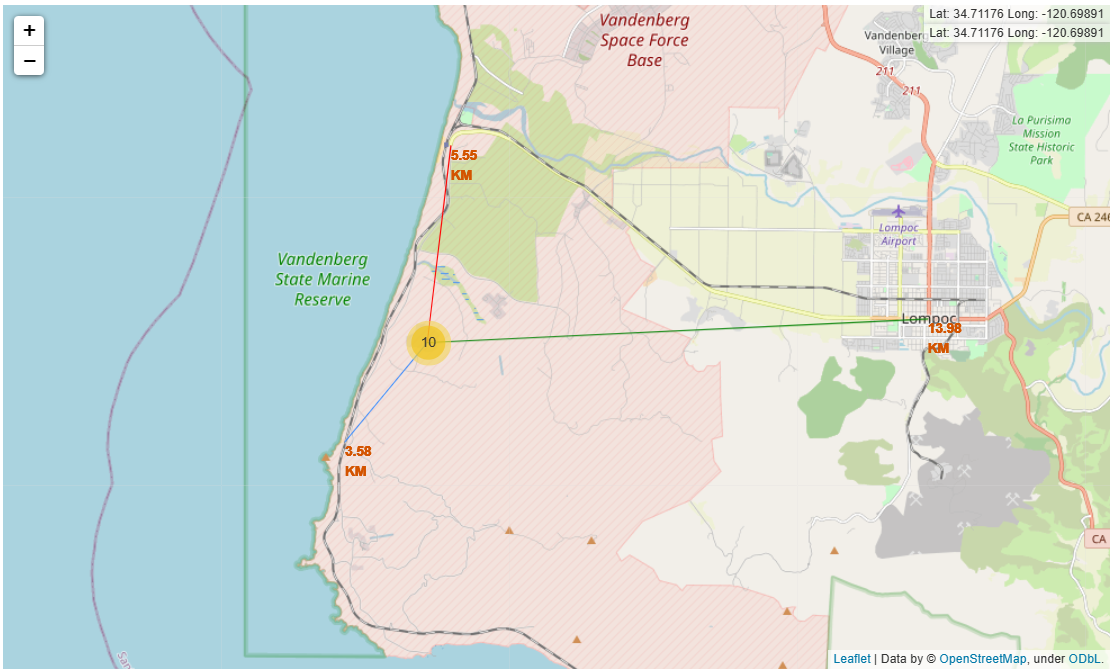 +
−
Lat: 34.71176 Long: -120.69891
Lat: 34.71176 Long: -120.69891
Vandenberg
Space Force
Base
Vandenberg
Village
211
211
La Purisima
Mission
State Historic
Park
5.55
KM
CA 246
Lompoc
Airport
Vandenberg
State Marine
Reserve
10
Lompoc
13.98
KM
3.58
KM
CA
San
Leaflet | Data by © OpenStreetMap, under ODbL.